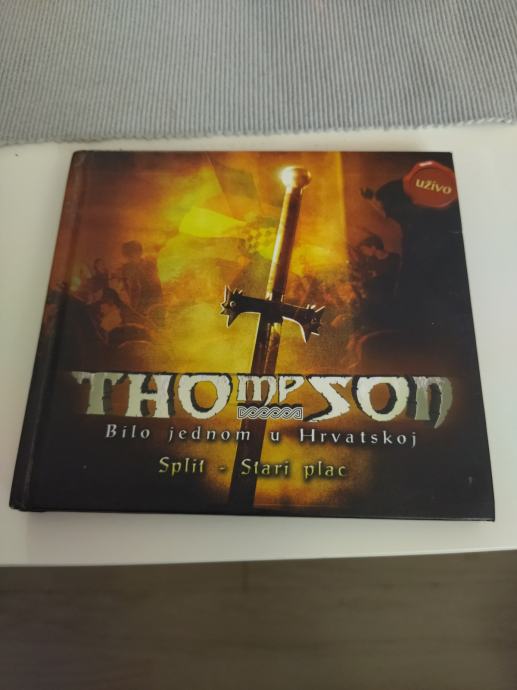 uživo
THOMPSON
Bilo jednom u Hrvatskoj
Split - Stari plac